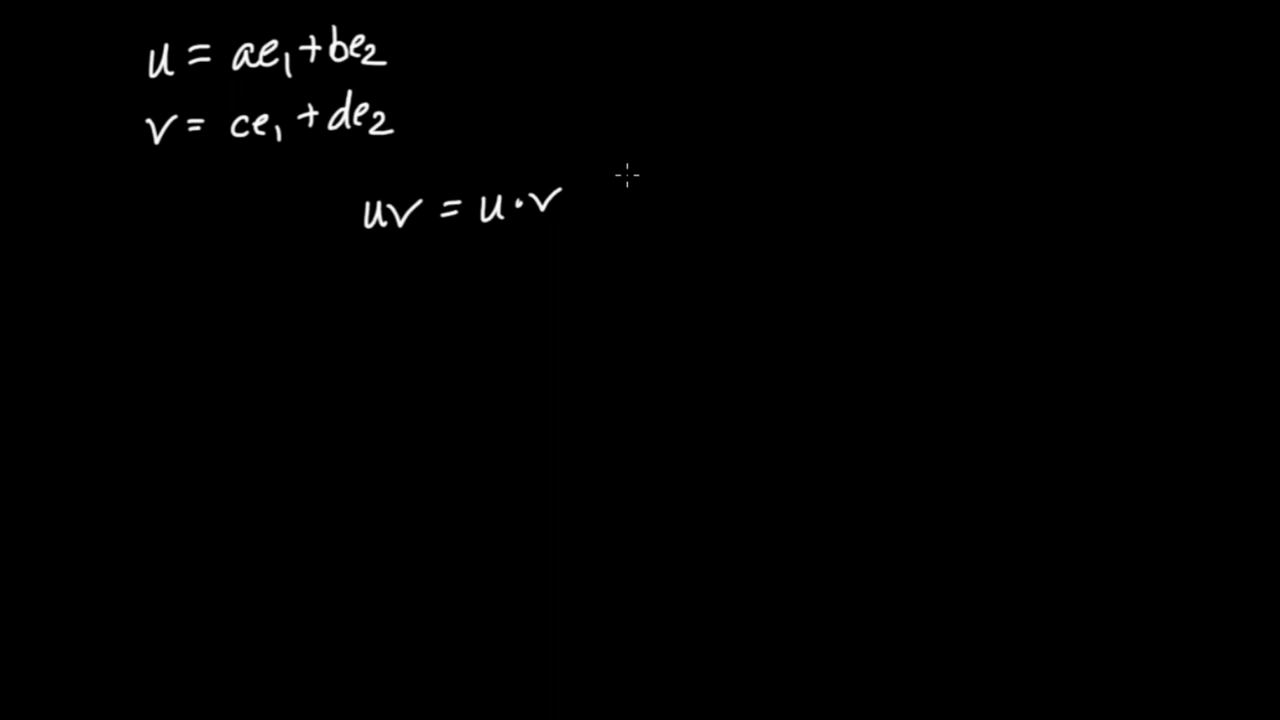 u = ae₁ + be₂
v = ce₁ + de₂
uv = u · v